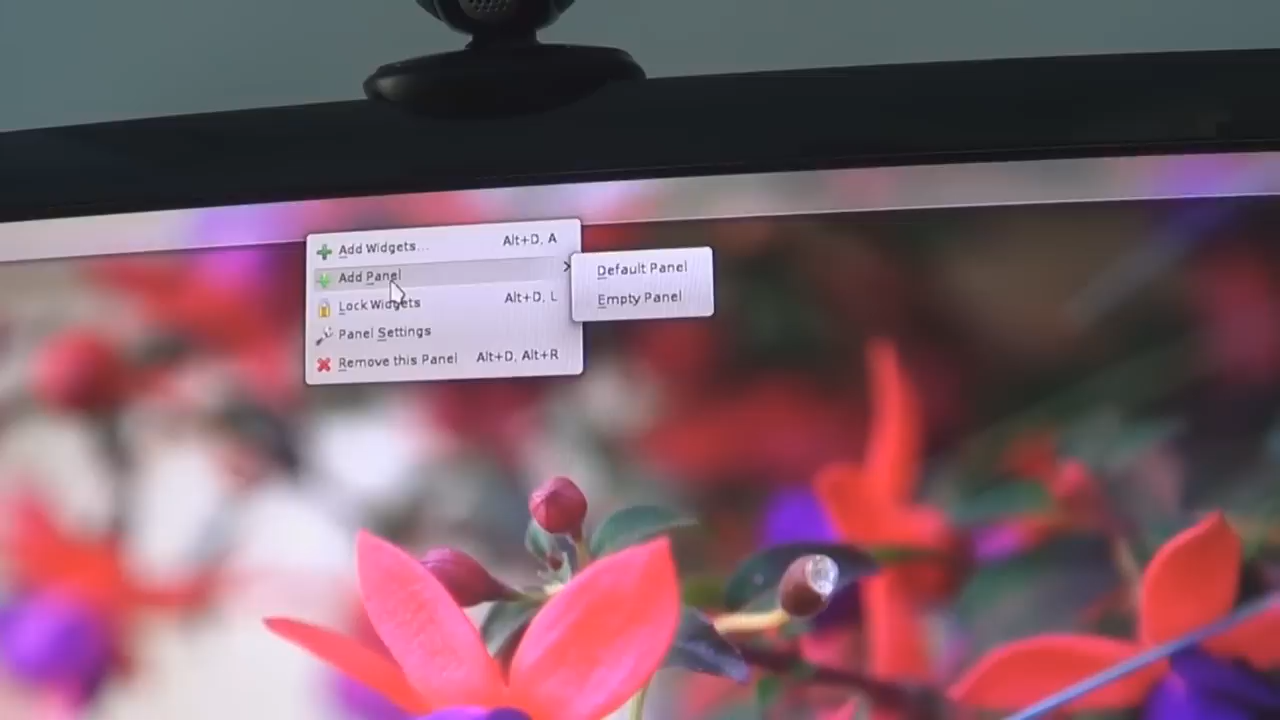 Add Widgets... Alt+D, A
Add Panel
Default Panel
Lock Widgets Alt+D, L
Empty Panel
Panel Settings
Remove this Panel Alt+D, Alt+R